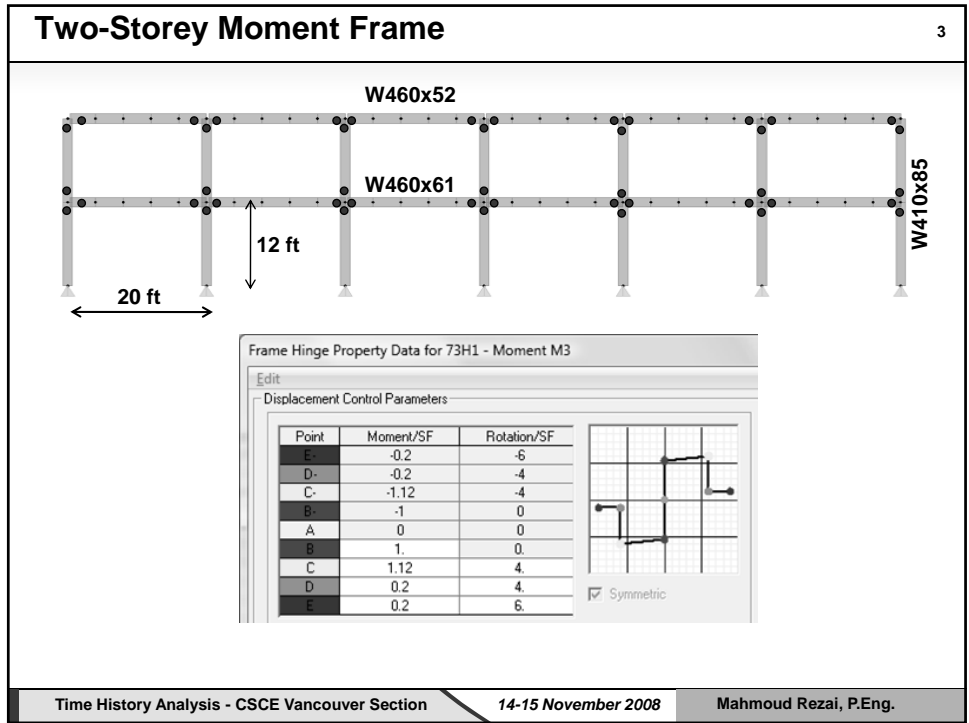 Two-Storey Moment Frame
3
W460x52
W460x61
W410x85
12 ft
20 ft
Frame Hinge Property Data for 73H1 - Moment M3
Edit
Displacement Control Parameters
Point Moment/SF Rotation/SF
E- -0.2 -6
D- -0.2 -4
C- -1.12 -4
B- -1 0
A 0 0
B 1. 0.
C 1.12 4.
D 0.2 4.
E 0.2 6.
Symmetric
Time History Analysis - CSCE Vancouver Section 14-15 November 2008 Mahmoud Rezai, P.Eng.